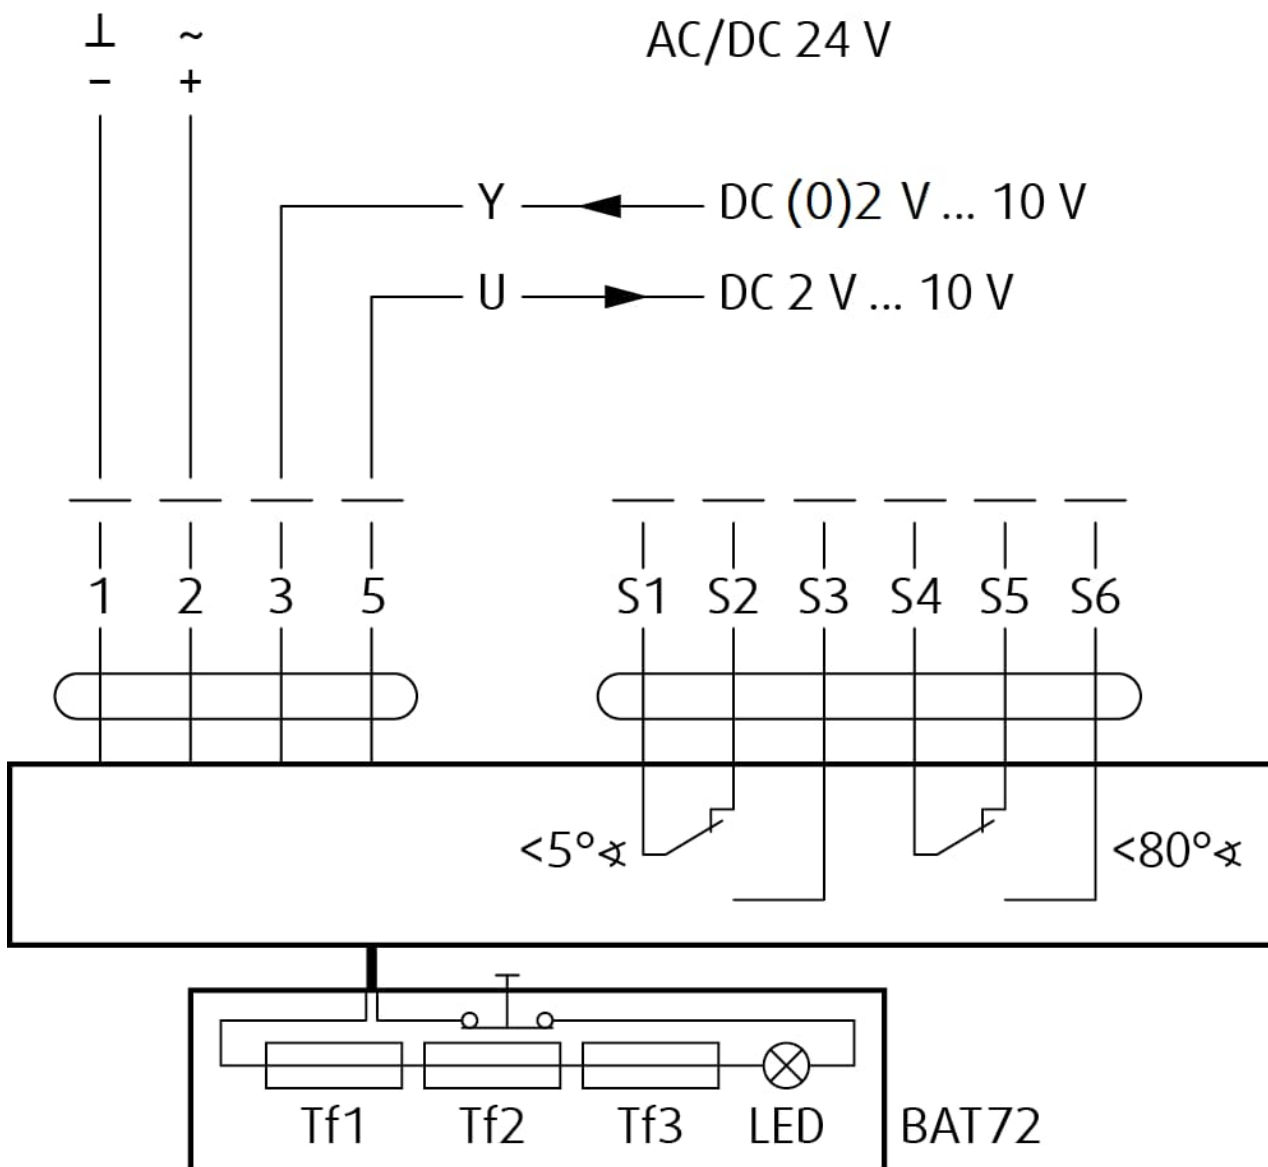 ⊥ ~ AC/DC 24 V
− +
Y DC (0)2 V ... 10 V
U DC 2 V ... 10 V
1 2 3 5 S1 S2 S3 S4 S5 S6
<5°∢ <80°∢
Tf1 Tf2 Tf3 LED BAT72